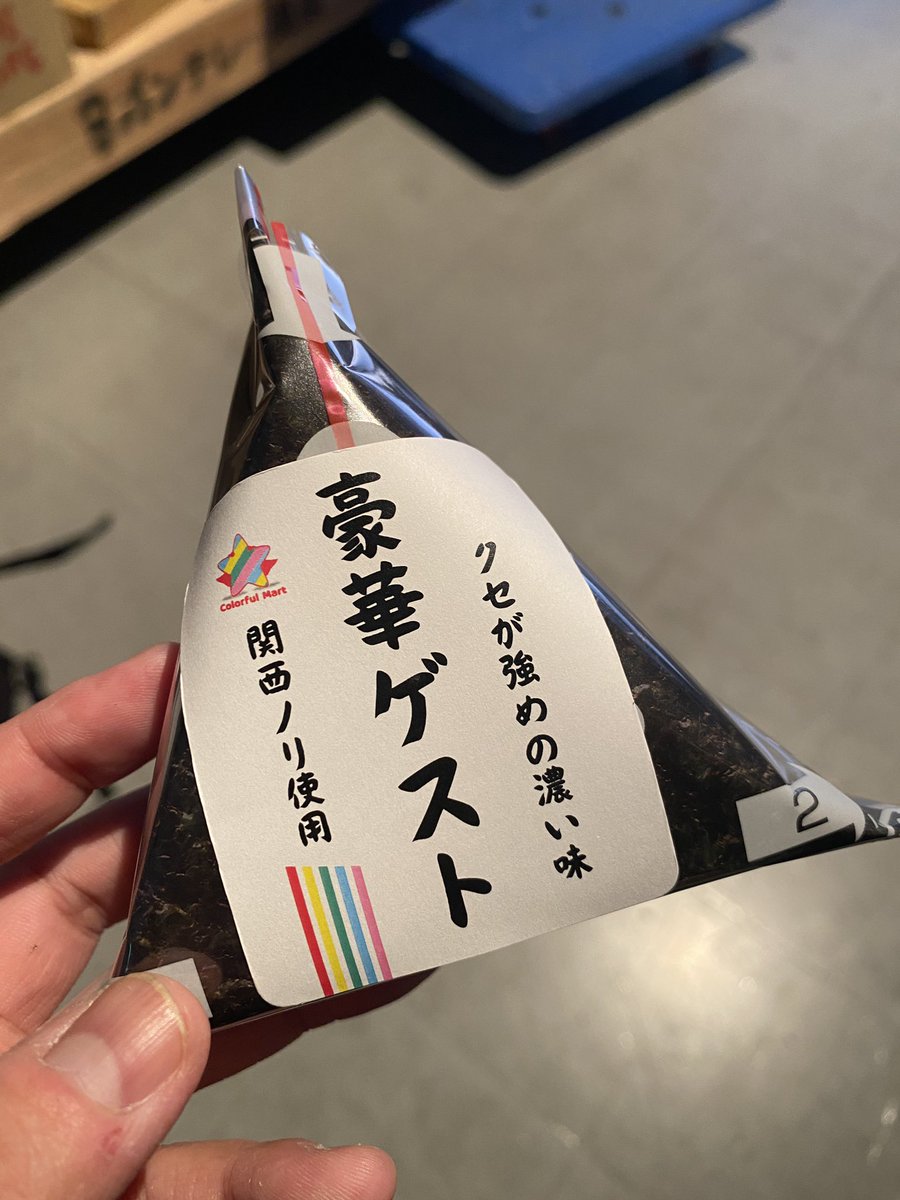 クセが強めの濃い味
豪華ゲスト
Colorful Mart
関西ノリ使用
2